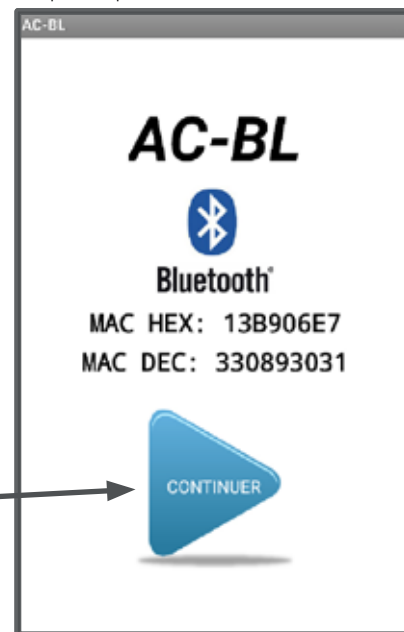 AC-BL
AC-BL
Bluetooth®
MAC HEX: 13B906E7
MAC DEC: 330893031
CONTINUER